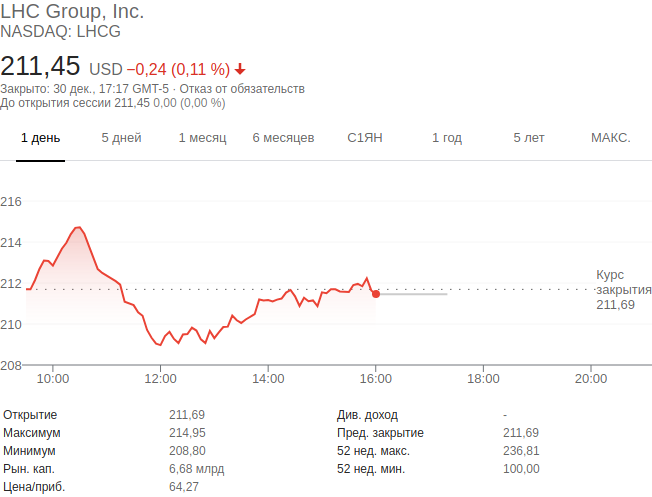 LHC Group, Inc.
NASDAQ: LHCG
211,45 USD −0,24 (0,11 %)
Закрыто: 30 дек., 17:17 GMT-5 · Отказ от обязательств
До открытия сессии 211,45 0,00 (0,00 %)
1 день 5 дней 1 месяц 6 месяцев С1ЯН 1 год 5 лет МАКС.
216
214
212
210
208
Курс
закрытия
211,69
10:00 12:00 14:00 16:00 18:00 20:00
Открытие 211,69 Див. доход -
Максимум 214,95 Пред. закрытие 211,69
Минимум 208,80 52 нед. макс. 236,81
Рын. кап. 6,68 млрд 52 нед. мин. 100,00
Цена/приб. 64,27